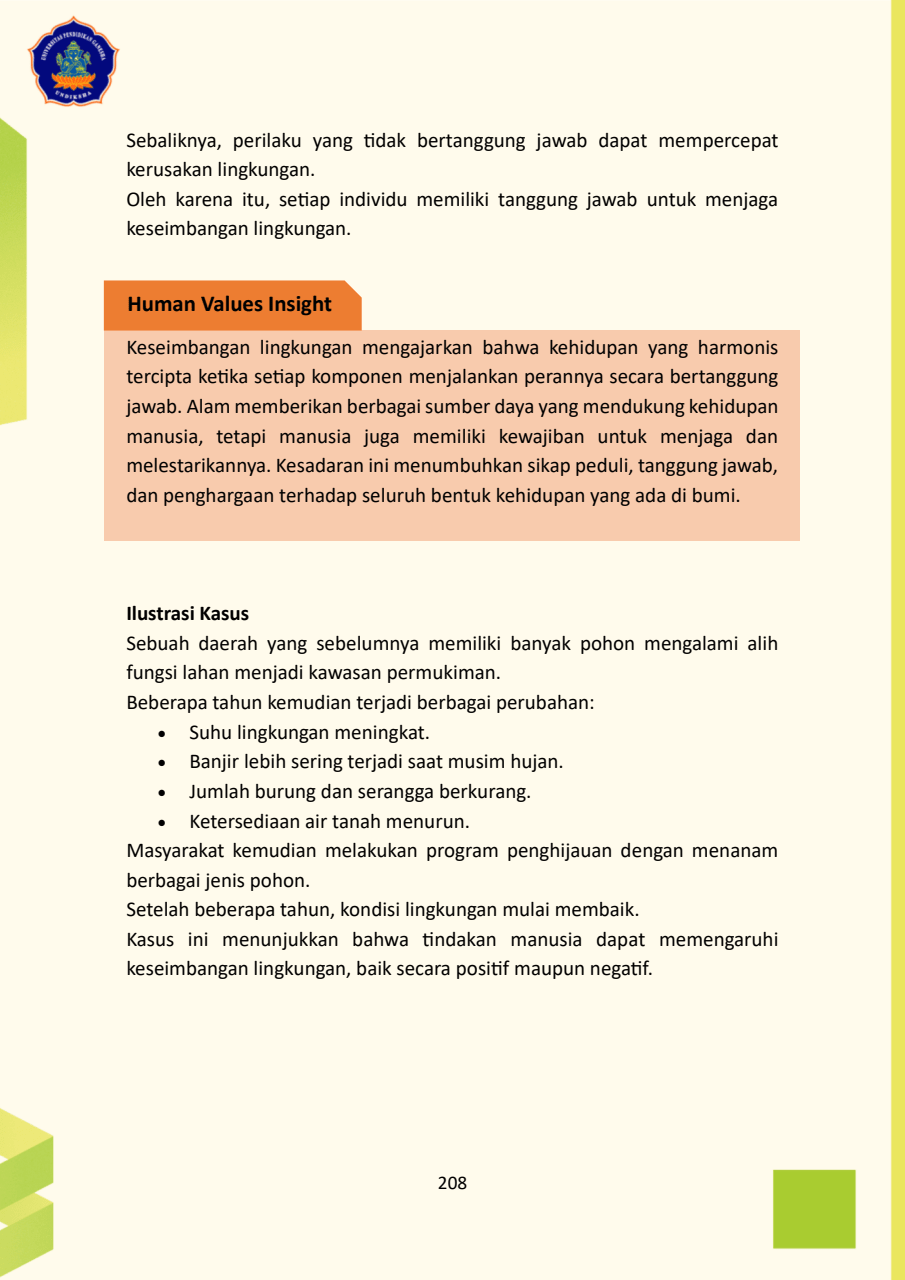 UNIVERSITAS PENDIDIKAN GANESHA
UNDIKSHA
Sebaliknya, perilaku yang tidak bertanggung jawab dapat mempercepat
kerusakan lingkungan.
Oleh karena itu, setiap individu memiliki tanggung jawab untuk menjaga
keseimbangan lingkungan.
Human Values Insight
Keseimbangan lingkungan mengajarkan bahwa kehidupan yang harmonis
tercipta ketika setiap komponen menjalankan perannya secara bertanggung
jawab. Alam memberikan berbagai sumber daya yang mendukung kehidupan
manusia, tetapi manusia juga memiliki kewajiban untuk menjaga dan
melestarikannya. Kesadaran ini menumbuhkan sikap peduli, tanggung jawab,
dan penghargaan terhadap seluruh bentuk kehidupan yang ada di bumi.
Ilustrasi Kasus
Sebuah daerah yang sebelumnya memiliki banyak pohon mengalami alih
fungsi lahan menjadi kawasan permukiman.
Beberapa tahun kemudian terjadi berbagai perubahan:
• Suhu lingkungan meningkat.
• Banjir lebih sering terjadi saat musim hujan.
• Jumlah burung dan serangga berkurang.
• Ketersediaan air tanah menurun.
Masyarakat kemudian melakukan program penghijauan dengan menanam
berbagai jenis pohon.
Setelah beberapa tahun, kondisi lingkungan mulai membaik.
Kasus ini menunjukkan bahwa tindakan manusia dapat memengaruhi
keseimbangan lingkungan, baik secara positif maupun negatif.
208